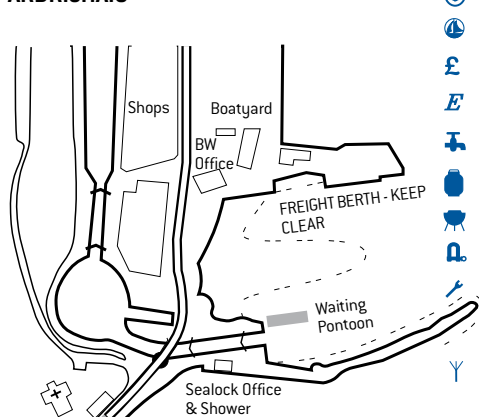 Shops
Boatyard
BW
Office
FREIGHT BERTH - KEEP
CLEAR
Waiting
Pontoon
Sealock Office
& Shower
£
E